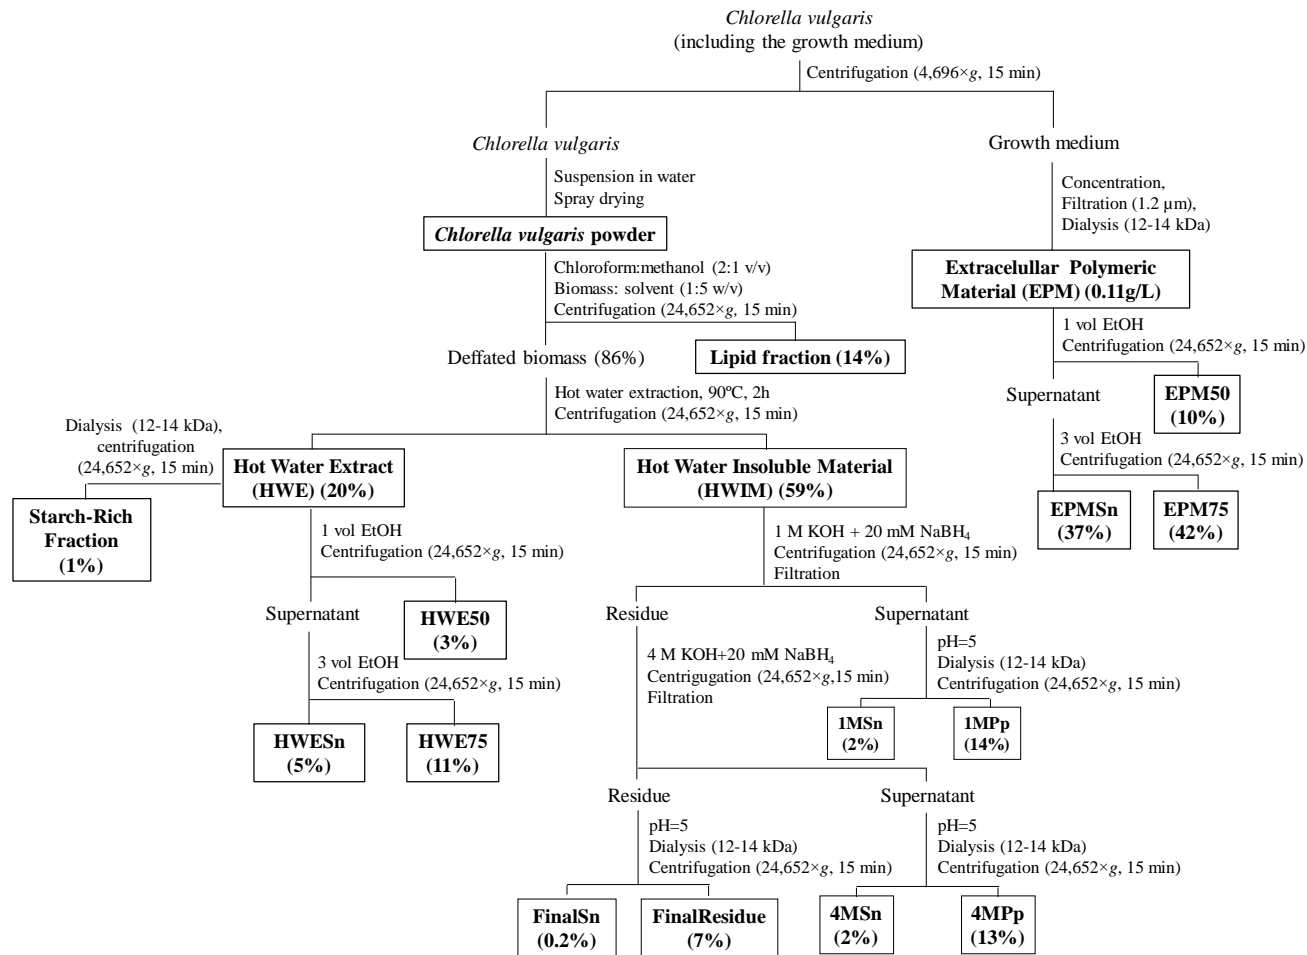 Chlorella vulgaris
(including the growth medium)
Centrifugation (4,696×g, 15 min)
Chlorella vulgaris
Suspension in water
Spray drying
Chlorella vulgaris powder
Chloroform:methanol (2:1 v/v)
Biomass: solvent (1:5 w/v)
Centrifugation (24,652×g, 15 min)
Deffated biomass (86%)
Lipid fraction (14%)
Hot water extraction, 90ºC, 2h
Centrifugation (24,652×g, 15 min)
Dialysis (12-14 kDa),
centrifugation
(24,652×g, 15 min)
Starch-Rich
Fraction
(1%)
Hot Water Extract
(HWE) (20%)
1 vol EtOH
Centrifugation (24,652×g, 15 min)
Supernatant
HWE50
(3%)
3 vol EtOH
Centrifugation (24,652×g, 15 min)
HWESn
(5%)
HWE75
(11%)
Hot Water Insoluble Material
(HWIM) (59%)
1 M KOH + 20 mM NaBH₄
Centrifugation (24,652×g, 15 min)
Filtration
Residue
4 M KOH+20 mM NaBH₄
Centrigugation (24,652×g,15 min)
Filtration
Supernatant
pH=5
Dialysis (12-14 kDa)
Centrifugation (24,652×g, 15 min)
1MSn
(2%)
1MPp
(14%)
Residue
pH=5
Dialysis (12-14 kDa)
Centrifugation (24,652×g, 15 min)
FinalSn
(0.2%)
FinalResidue
(7%)
Supernatant
pH=5
Dialysis (12-14 kDa)
Centrifugation (24,652×g, 15 min)
4MSn
(2%)
4MPp
(13%)
Growth medium
Concentration,
Filtration (1.2 µm),
Dialysis (12-14 kDa)
Extracelullar Polymeric
Material (EPM) (0.11g/L)
1 vol EtOH
Centrifugation (24,652×g, 15 min)
Supernatant
EPM50
(10%)
3 vol EtOH
Centrifugation (24,652×g, 15 min)
EPMSn
(37%)
EPM75
(42%)